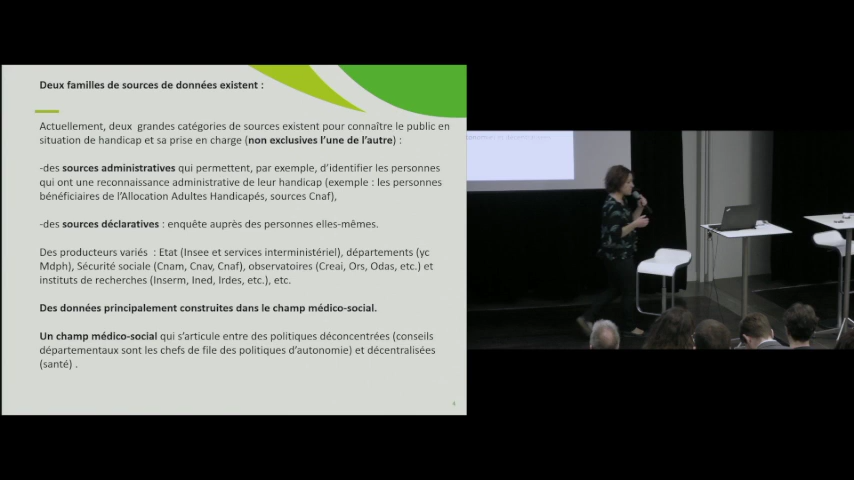 Deux familles de sources de données existent :
Actuellement, deux grandes catégories de sources existent pour connaître le public en
situation de handicap et sa prise en charge (non exclusives l'une de l'autre) :
-des sources administratives qui permettent, par exemple, d'identifier les personnes
qui ont une reconnaissance administrative de leur handicap (exemple : les personnes
bénéficiaires de l'Allocation Adultes Handicapés, sources Cnaf),
-des sources déclaratives : enquête auprès des personnes elles-mêmes.
Des producteurs variés : Etat (Insee et services interministériel), départements (yc
Mdph), Sécurité sociale (Cnam, Cnav, Cnaf), observatoires (Creai, Ors, Odas, etc.) et
instituts de recherches (Inserm, Ined, Irdes, etc.), etc.
Des données principalement construites dans le champ médico-social.
Un champ médico-social qui s'articule entre des politiques déconcentrées (conseils
départementaux sont les chefs de file des politiques d'autonomie) et décentralisées
(santé) .
4